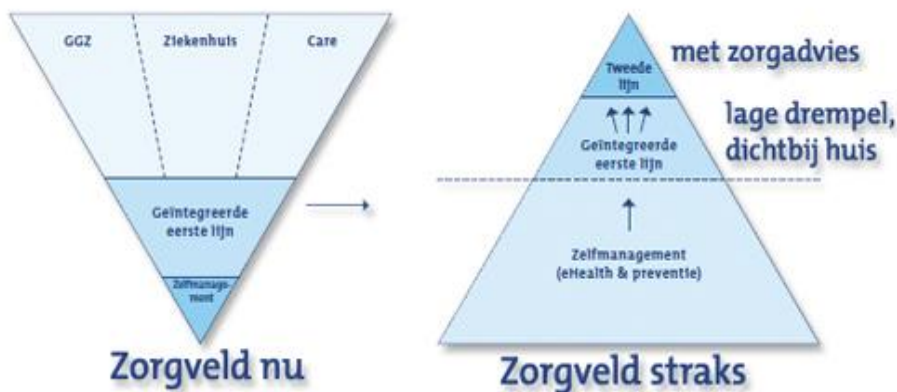 GGZ
Ziekenhuis
Care
Geïntegreerde
eerste lijn
Zelfmanage-
ment
Zorgveld nu
Tweede
lijn
met zorgadvies
Geïntegreerde
eerste lijn
lage drempel,
dichtbij huis
Zelfmanagement
(eHealth & preventie)
Zorgveld straks